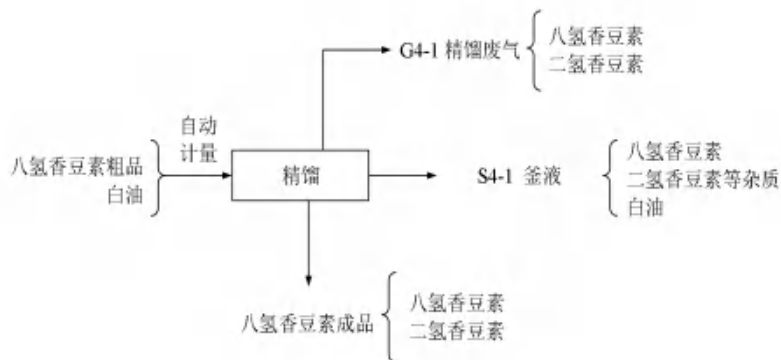 G4-1 精馏废气
八氢香豆素
二氢香豆素
自动
计量
八氢香豆素粗品
白油
精馏
S4-1 釜液
八氢香豆素
二氢香豆素等杂质
白油
八氢香豆素成品
八氢香豆素
二氢香豆素